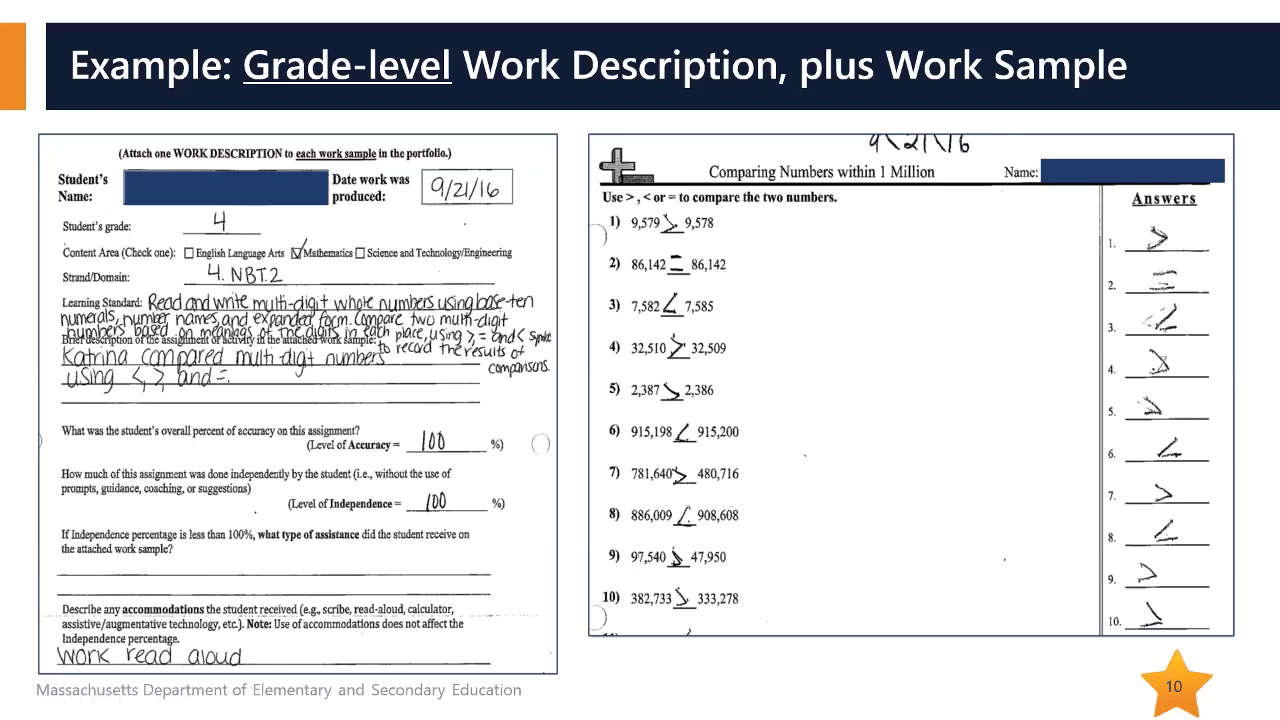 Example: Grade-level Work Description, plus Work Sample
(Attach one WORK DESCRIPTION to each work sample in the portfolio.)
Student's Name:
Date work was produced: 9/21/16
Student's grade: 4
Content Area (Check one): English Language Arts Mathematics Science and Technology/Engineering
Strand/Domain: 4.NBT.2
Learning Standard: Read and write multi-digit whole numbers using base-ten
numerals, number names, and expanded form. Compare two multi-digit
numbers based on meanings of the digits in each place, using >, = and < symbols
to record the results of
comparisons.
Brief description of the assignment or activity in the attached work sample:
Katrina compared multi-digit numbers
using <, >, and =.
What was the student's overall percent of accuracy on this assignment?
(Level of Accuracy = 100 %)
How much of this assignment was done independently by the student (i.e., without the use of
prompts, guidance, coaching, or suggestions)
(Level of Independence = 100 %)
If Independence percentage is less than 100%, what type of assistance did the student receive on
the attached work sample?
Describe any accommodations the student received (e.g., scribe, read-aloud, calculator,
assistive/augmentative technology, etc.). Note: Use of accommodations does not affect the
Independence percentage.
work read aloud
9\21\16
Comparing Numbers within 1 Million Name:
Use > , < or = to compare the two numbers.
1) 9,579 > 9,578
2) 86,142 = 86,142
3) 7,582 < 7,585
4) 32,510 > 32,509
5) 2,387 > 2,386
6) 915,198 < 915,200
7) 781,640 > 480,716
8) 886,009 < 908,608
9) 97,540 > 47,950
10) 382,733 > 333,278
Answers
1. >
2. =
3. <
4. >
5. >
6. <
7. >
8. <
9. >
10. >
Massachusetts Department of Elementary and Secondary Education
10